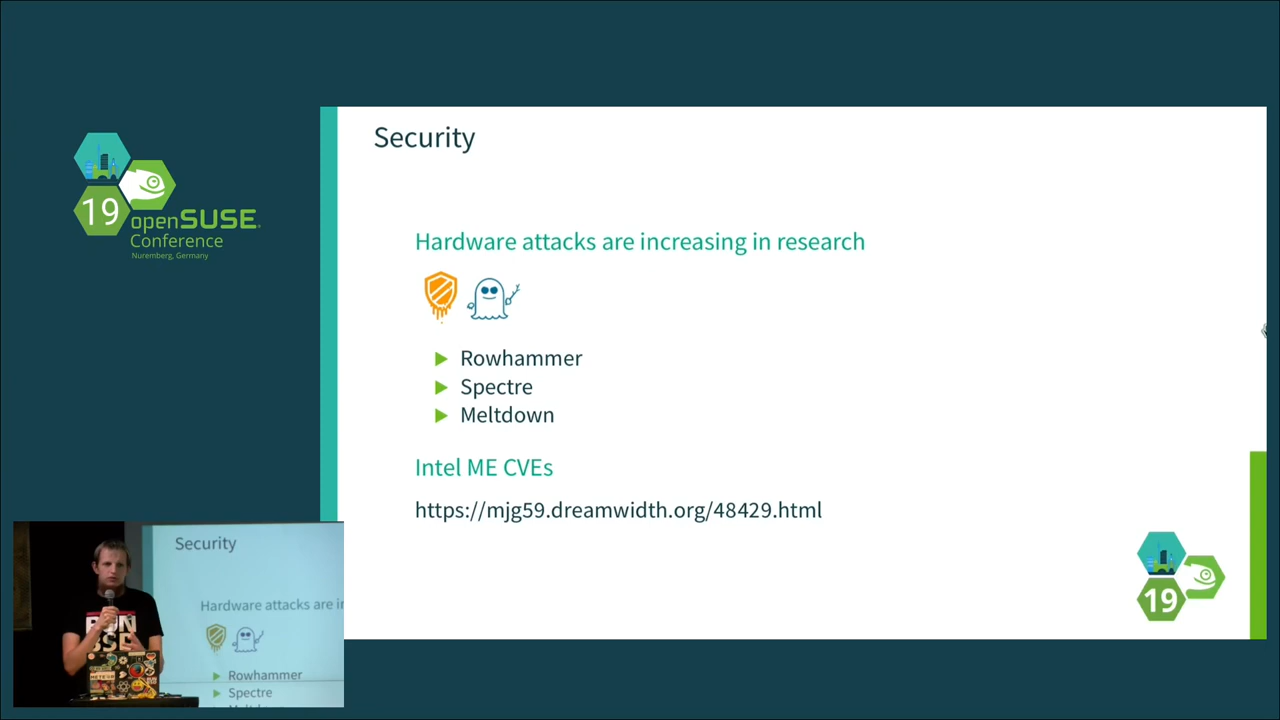 Security
Hardware attacks are increasing in research
Rowhammer
Spectre
Meltdown
Intel ME CVEs
https://mjg59.dreamwidth.org/48429.html
19
openSUSE
Conference
Nuremberg, Germany
19
Security
Hardware attacks are i
Rowhammer
Spectre